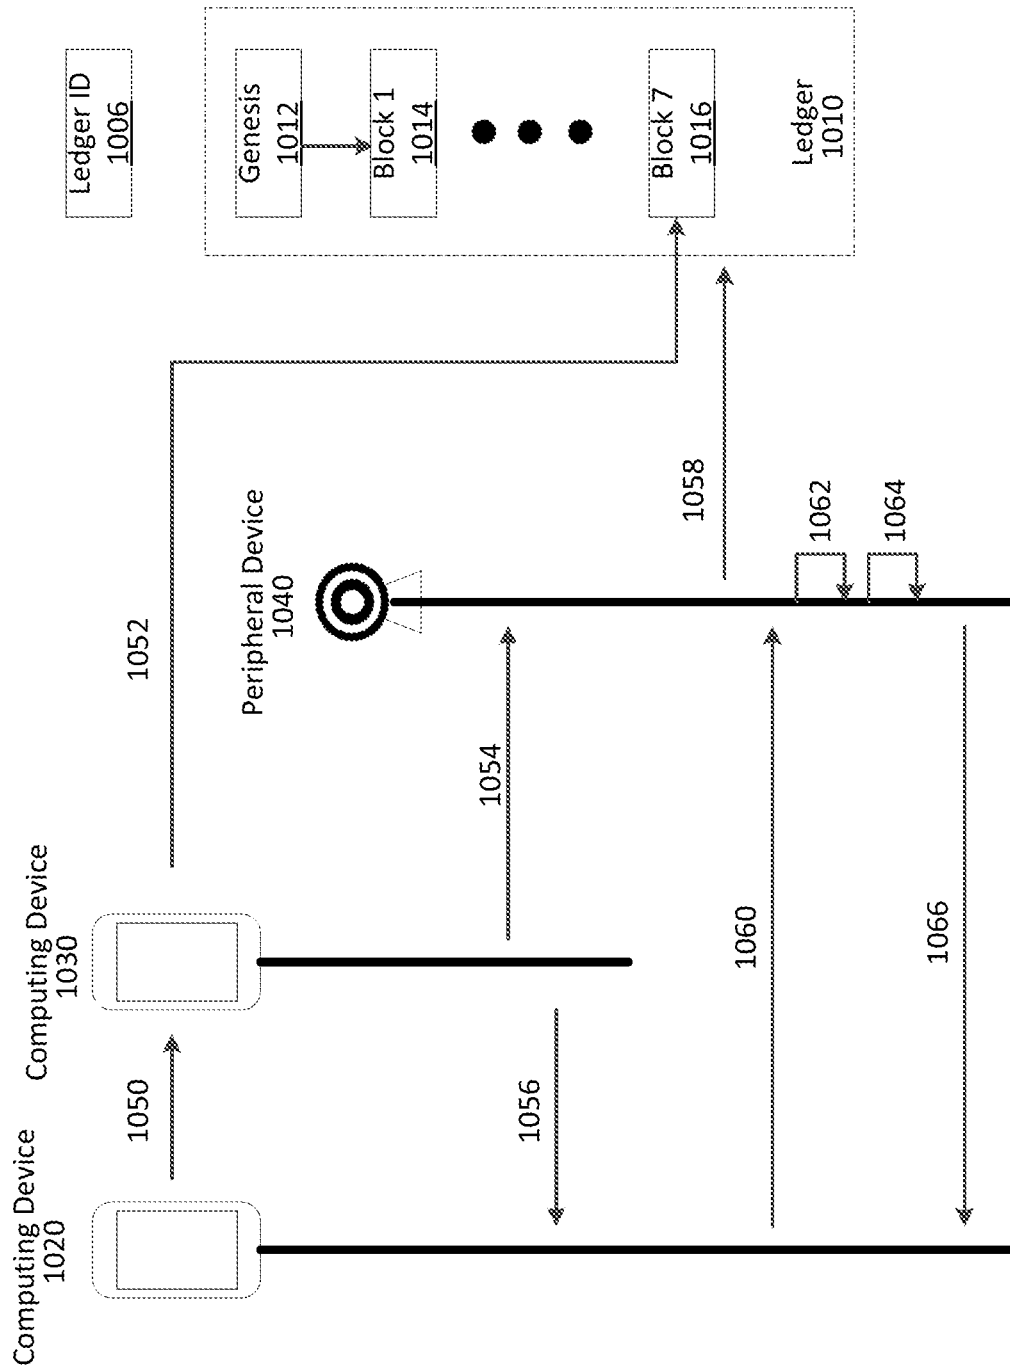 Computing Device
1020
Computing Device
1030
Peripheral Device
1040
Ledger ID
1006
Genesis
1012
Block 1
1014
Block 7
1016
Ledger
1010
1050
1052
1054
1056
1058
1060
1062
1064
1066